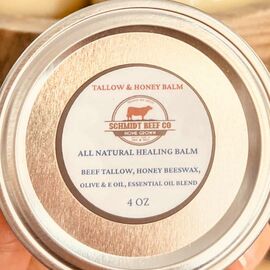 TALLOW & HONEY BALM
SCHMIDT BEEF CO
HOME GROWN
ALL NATURAL HEALING BALM
BEEF TALLOW, HONEY BEESWAX,
OLIVE & E OIL, ESSENTIAL OIL BLEND
4 OZ